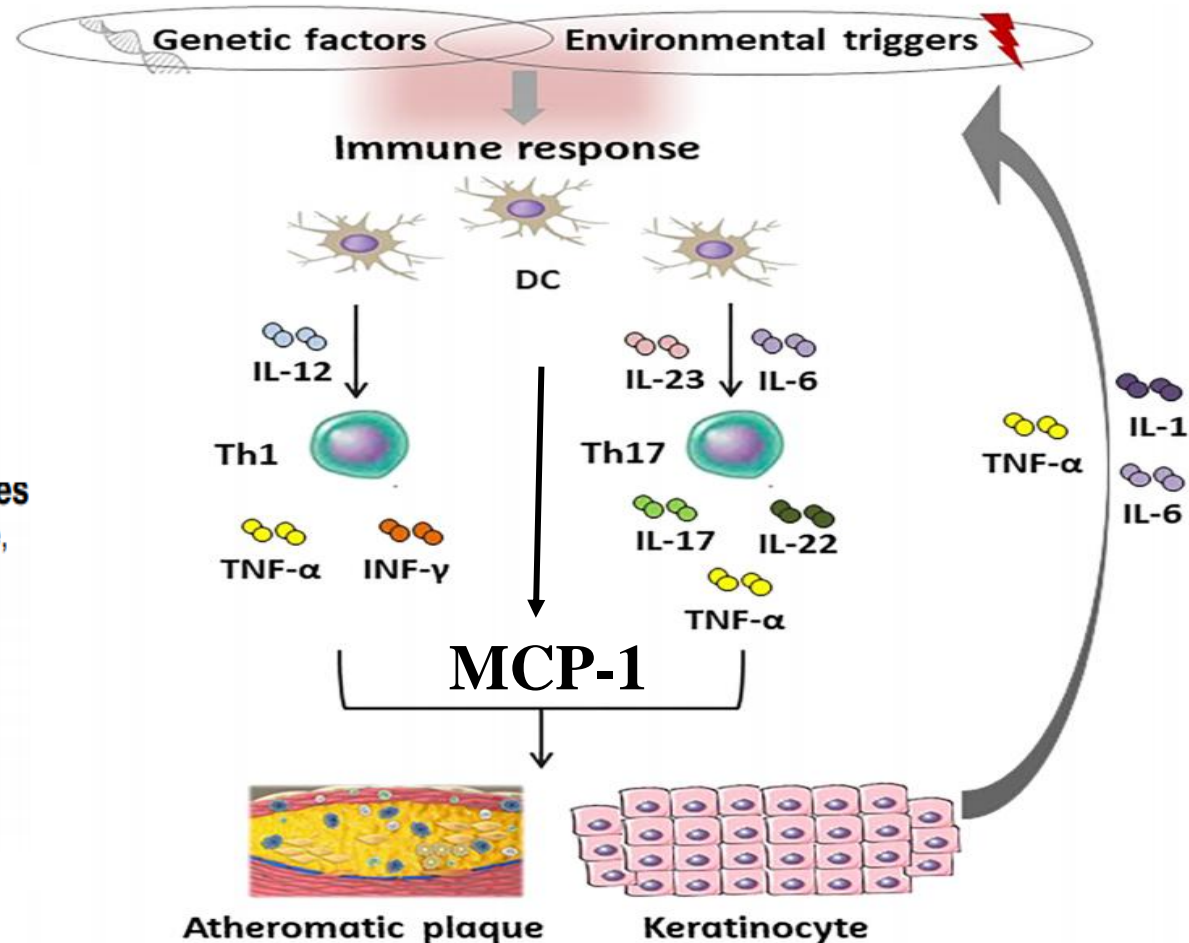 Genetic factors Environmental triggers
Immune response
DC
IL-12
IL-23 IL-6
Th1
Th17
TNF-α INF-γ
IL-17 IL-22
TNF-α
MCP-1
Atheromatic plaque Keratinocyte
TNF-α
IL-1
IL-6